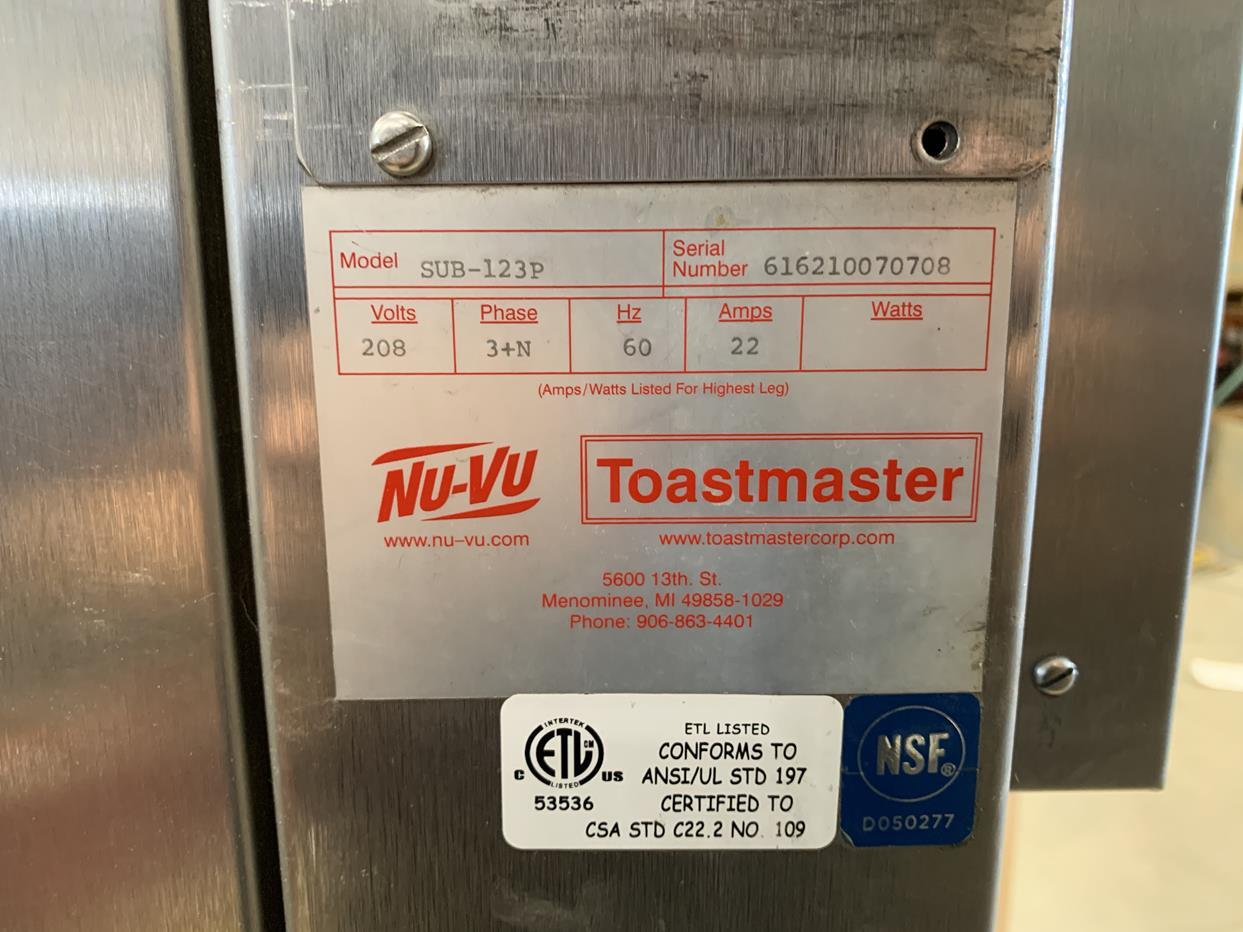 Model SUB-123P
Serial Number 616210070708
Volts Phase Hz Amps Watts
208 3+N 60 22
(Amps/Watts Listed For Highest Leg)
NU-VU Toastmaster
www.nu-vu.com www.toastmastercorp.com
5600 13th. St.
Menominee, MI 49858-1029
Phone: 906-863-4401
INTERTEK
ETL CM
LISTED
C US
53536
ETL LISTED
CONFORMS TO
ANSI/UL STD 197
CERTIFIED TO
CSA STD C22.2 NO. 109
NSF®
D050277